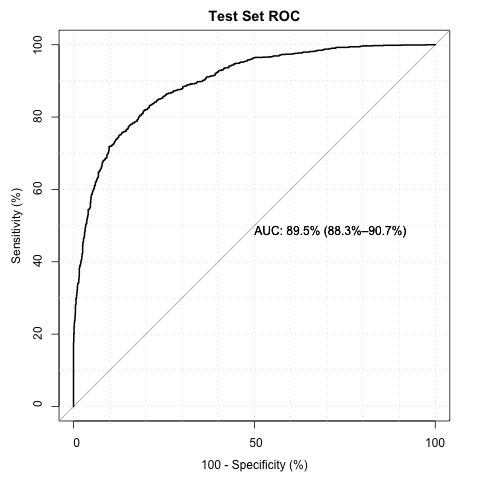 Test Set ROC
100
80
60
40
20
0
Sensitivity (%)
AUC: 89.5% (88.3%–90.7%)
0
50
100
100 - Specificity (%)